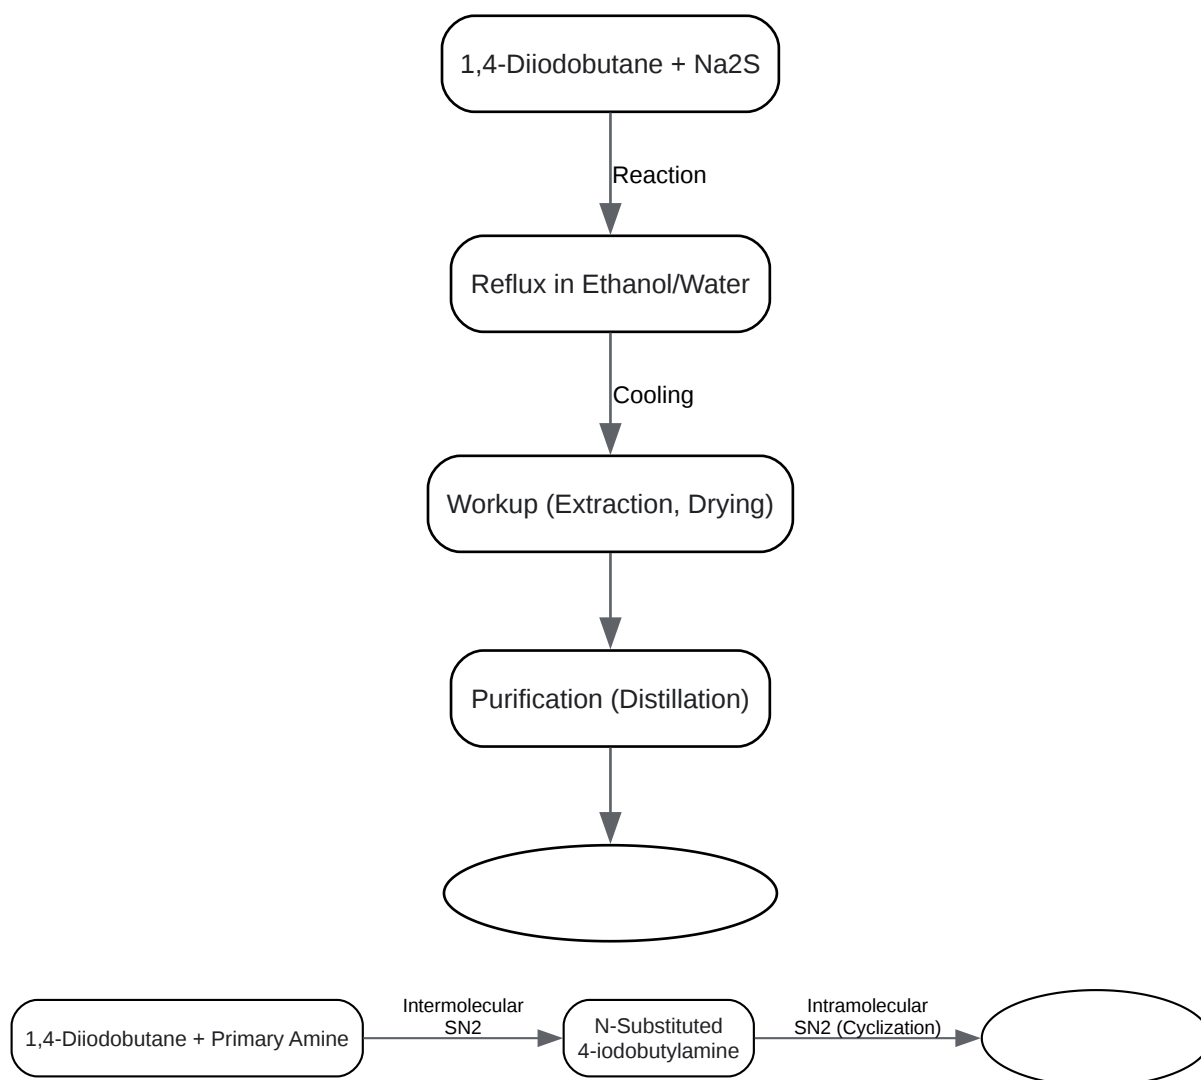 1,4-Diiodobutane + Na2S
Reaction
Reflux in Ethanol/Water
Cooling
Workup (Extraction, Drying)
Purification (Distillation)
1,4-Diiodobutane + Primary Amine
Intermolecular
SN2
N-Substituted
4-iodobutylamine
Intramolecular
SN2 (Cyclization)